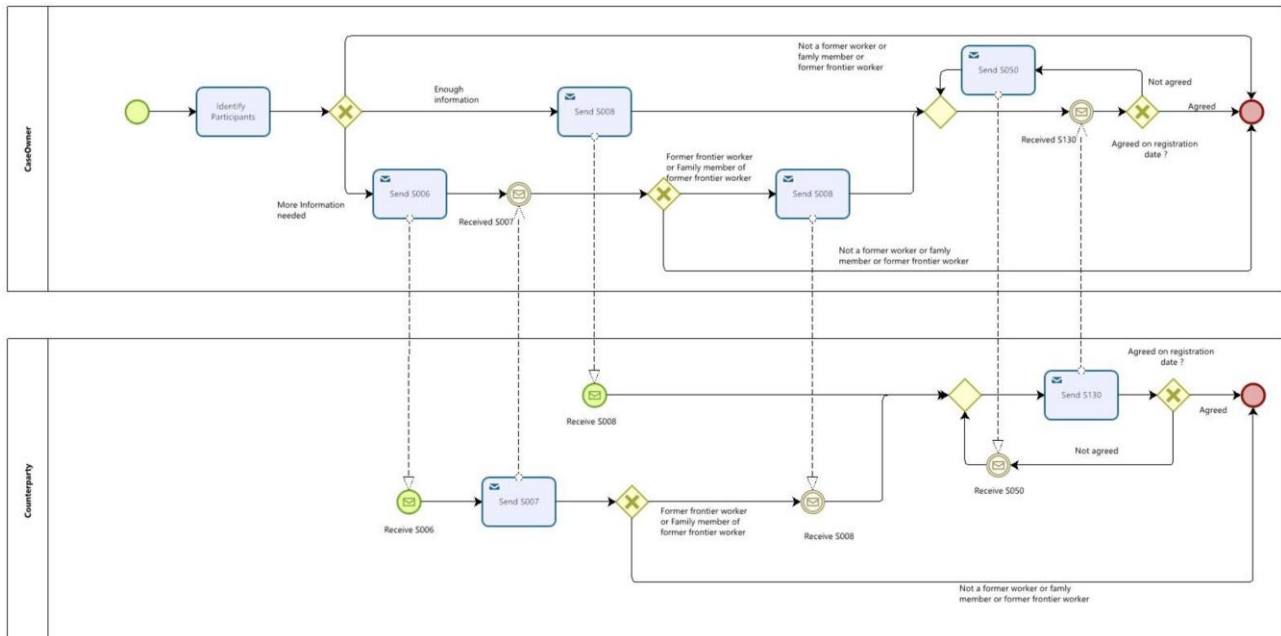 CaseOwner
Identify
Participants
Enough
information
More Information
needed
Send S006
Received S007
Send S008
Former frontier worker
or Family member of
former frontier worker
Send S008
Not a former worker or
famly member or
former frontier worker
Not a former worker or famly
member or former frontier worker
Send S050
Received S130
Not agreed
Agreed
Agreed on registration
date ?
Counterparty
Receive S006
Send S007
Receive S008
Former frontier worker
or Family member of
former frontier worker
Receive S008
Send S130
Agreed on registration
date ?
Agreed
Not agreed
Receive S050
Not a former worker or famly
member or former frontier worker